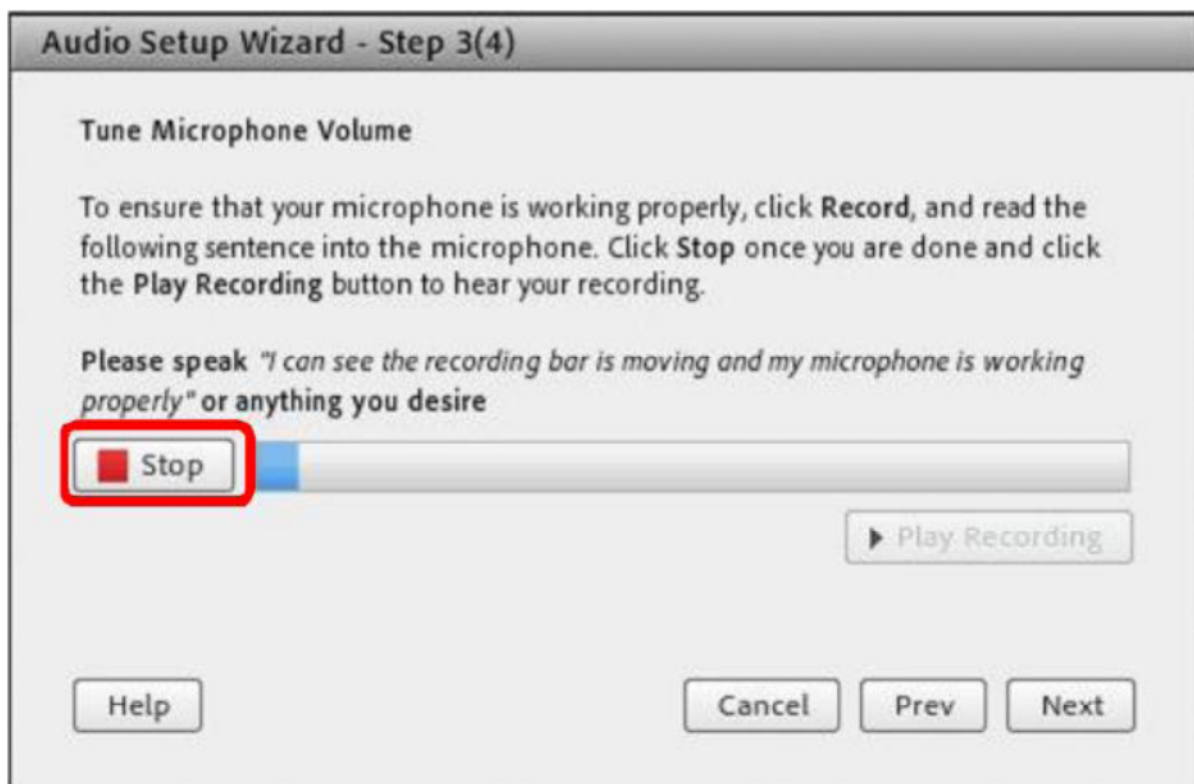 Audio Setup Wizard - Step 3(4)
Tune Microphone Volume
To ensure that your microphone is working properly, click Record, and read the
following sentence into the microphone. Click Stop once you are done and click
the Play Recording button to hear your recording.
Please speak "I can see the recording bar is moving and my microphone is working
properly" or anything you desire
Stop
Play Recording
Help Cancel Prev Next